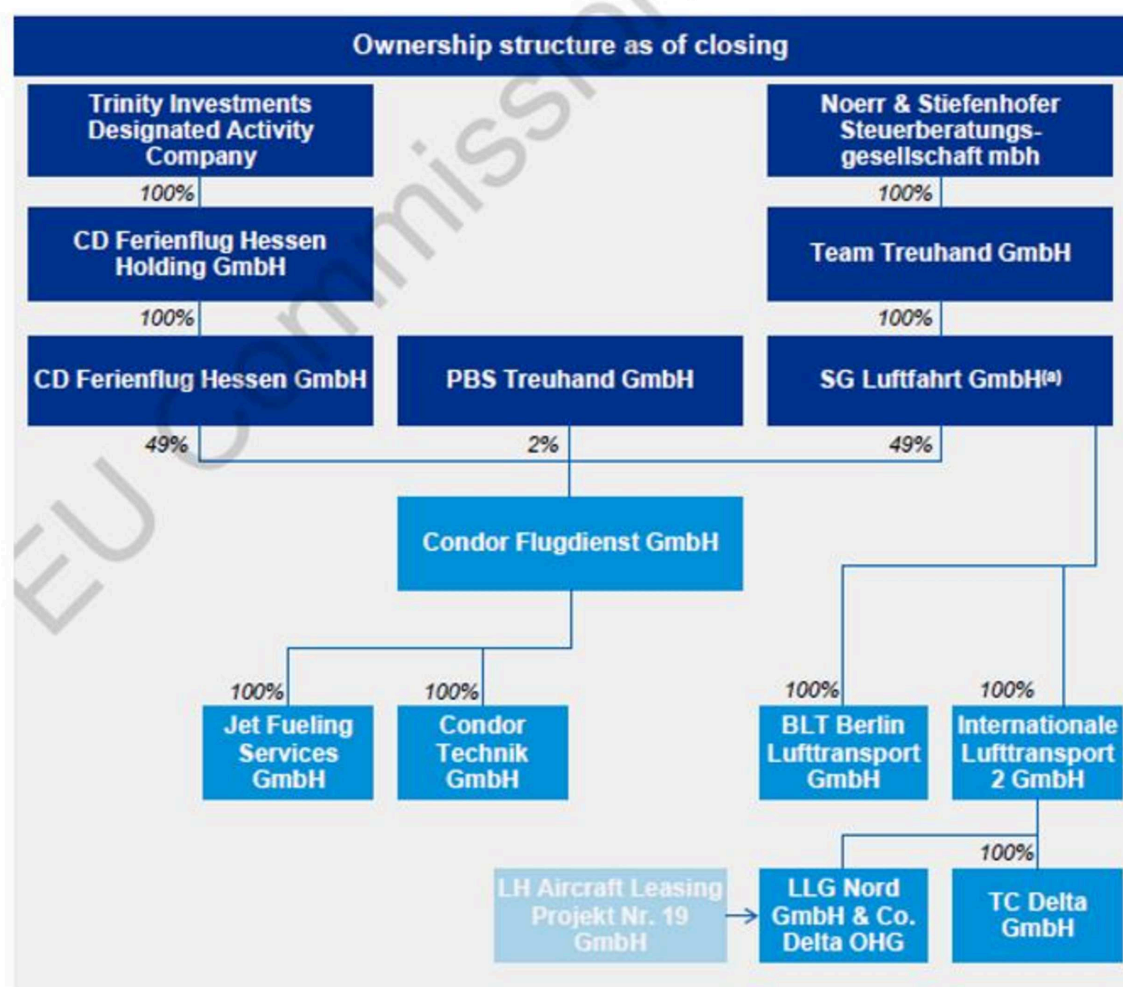 Ownership structure as of closing
Trinity Investments
Designated Activity
Company
Noerr & Stiefenhofer
Steuerberatungs-
gesellschaft mbh
100%
100%
CD Ferienflug Hessen
Holding GmbH
Team Treuhand GmbH
100%
100%
CD Ferienflug Hessen GmbH
PBS Treuhand GmbH
SG Luftfahrt GmbH(a)
49%
2%
49%
Condor Flugdienst GmbH
100%
100%
100%
100%
Jet Fueling
Services
GmbH
Condor
Technik
GmbH
BLT Berlin
Lufttransport
GmbH
Internationale
Lufttransport
2 GmbH
100%
LH Aircraft Leasing
Projekt Nr. 19
GmbH
LLG Nord
GmbH & Co.
Delta OHG
TC Delta
GmbH
EU Commission